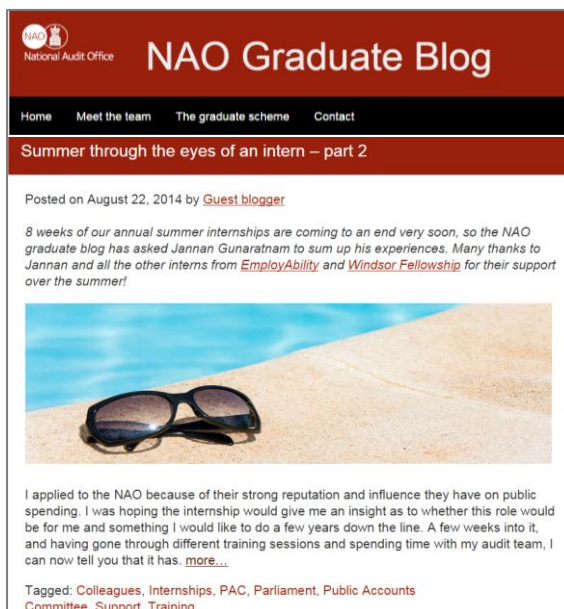 NAO
National Audit Office
NAO Graduate Blog
Home Meet the team The graduate scheme Contact
Summer through the eyes of an intern – part 2
Posted on August 22, 2014 by Guest blogger
8 weeks of our annual summer internships are coming to an end very soon, so the NAO
graduate blog has asked Jannan Gunaratnam to sum up his experiences. Many thanks to
Jannan and all the other interns from EmployAbility and Windsor Fellowship for their support
over the summer!
I applied to the NAO because of their strong reputation and influence they have on public
spending. I was hoping the internship would give me an insight as to whether this role would
be for me and something I would like to do a few years down the line. A few weeks into it,
and having gone through different training sessions and spending time with my audit team, I
can now tell you that it has. more…
Tagged: Colleagues, Internships, PAC, Parliament, Public Accounts
Committee, Support, Training